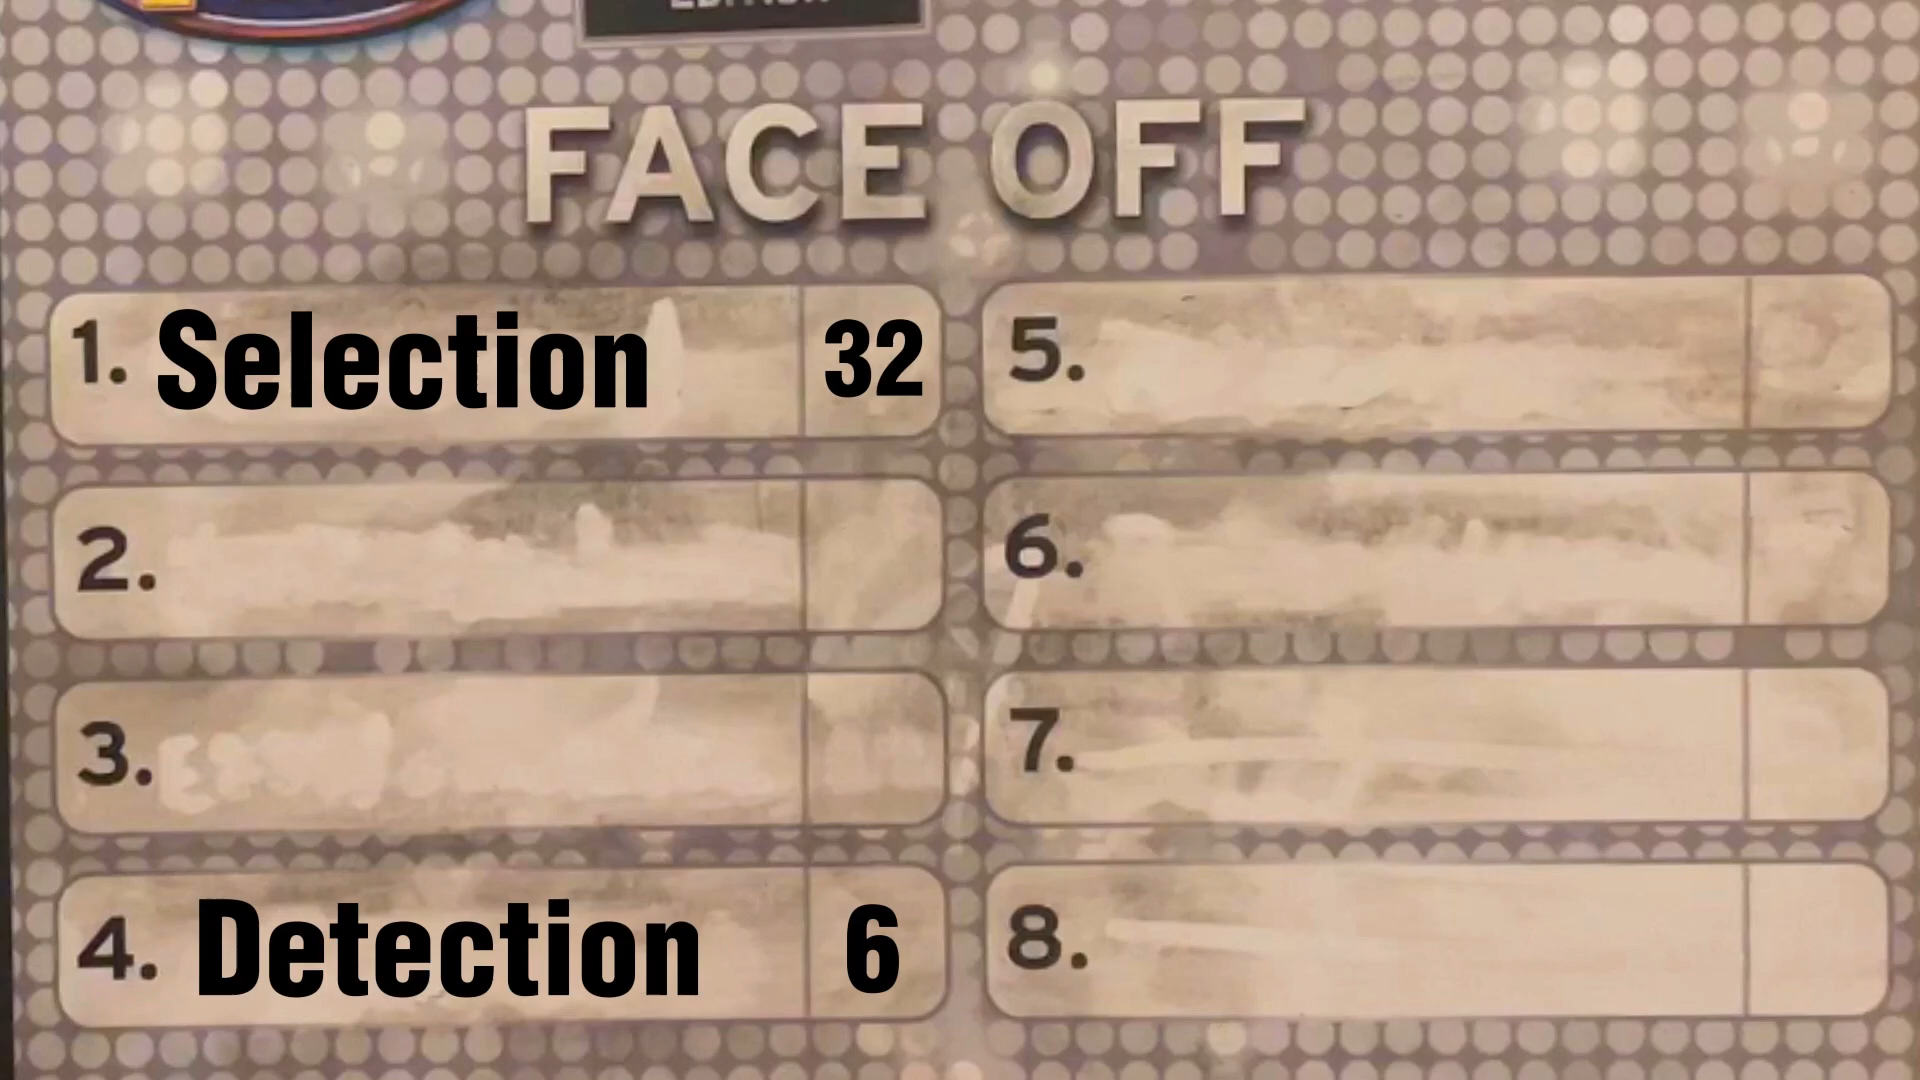 FACE OFF
1. Selection 32
2.
3.
4. Detection 6
5.
6.
7.
8.